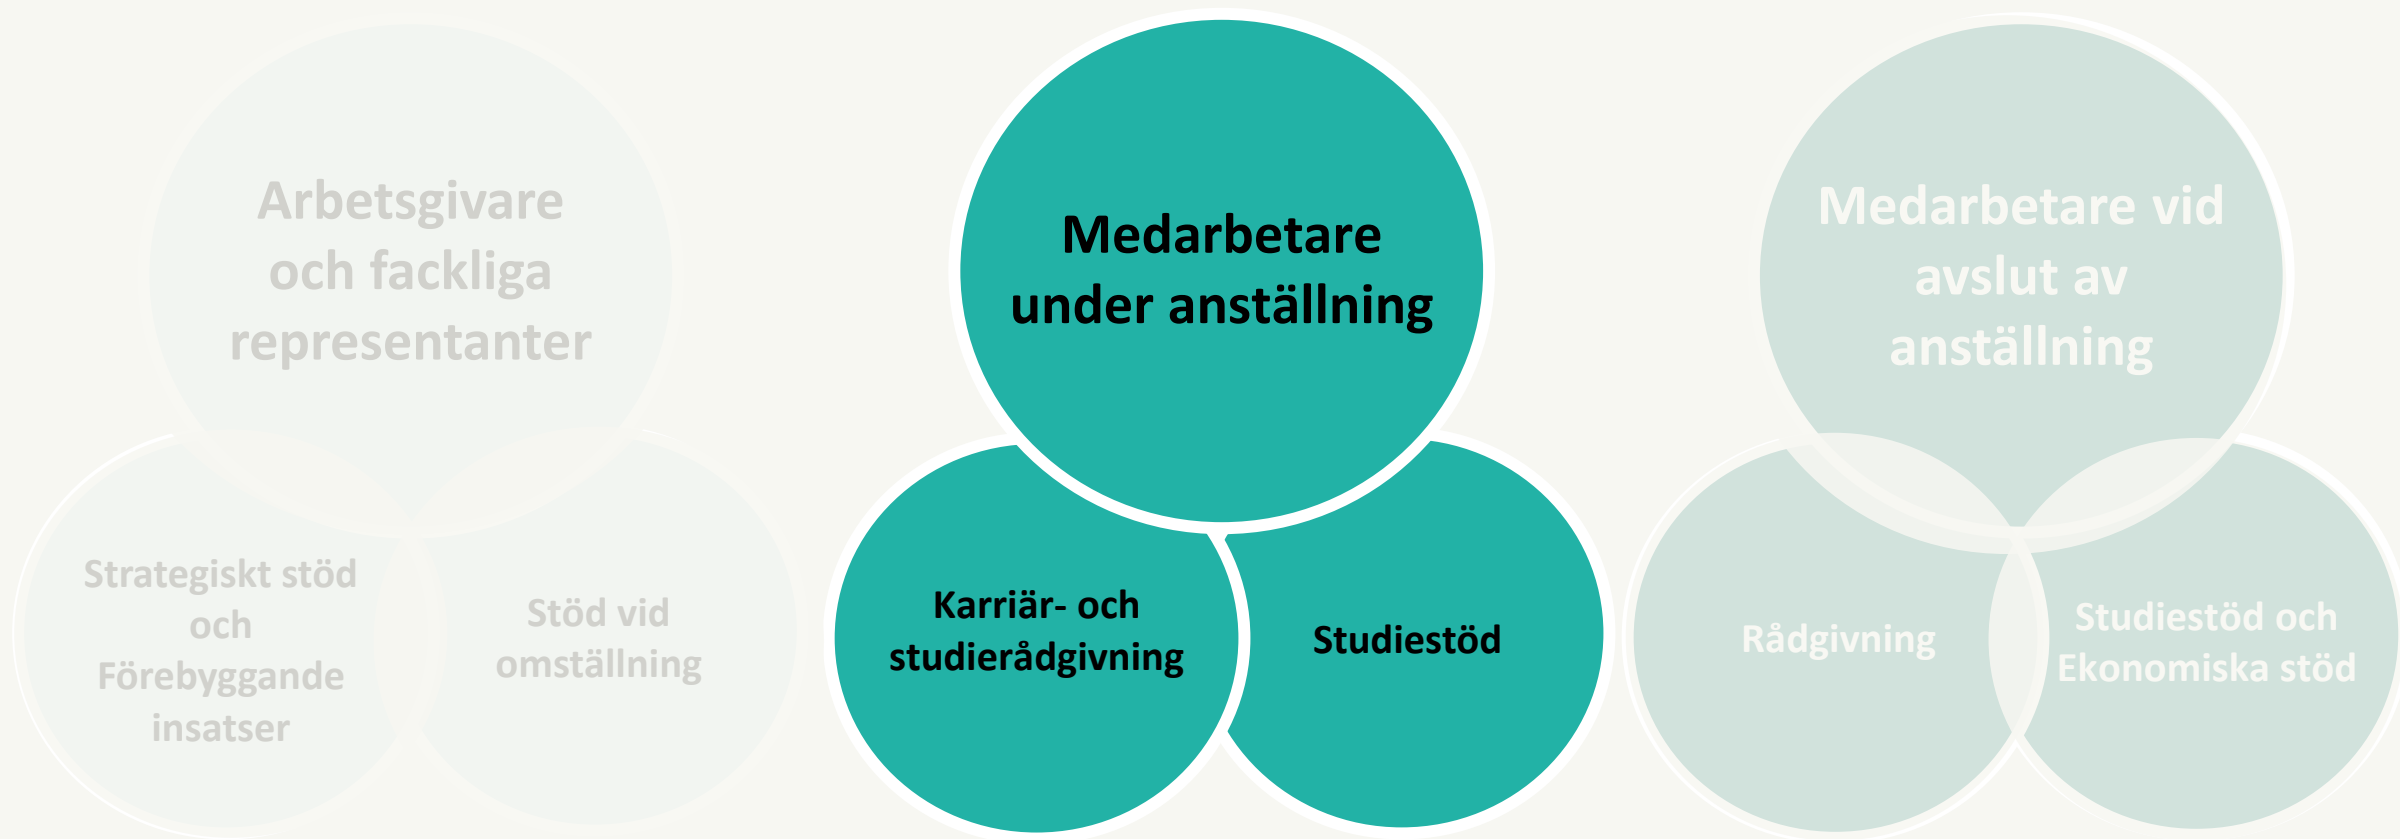 Arbetsgivare
och fackliga
representanter
Strategiskt stöd
och
Förebyggande
insatser
Stöd vid
omställning
Medarbetare
under anställning
Karriär- och
studierådgivning
Studiestöd
Medarbetare vid
avslut av
anställning
Rådgivning
Studiestöd och
Ekonomiska stöd